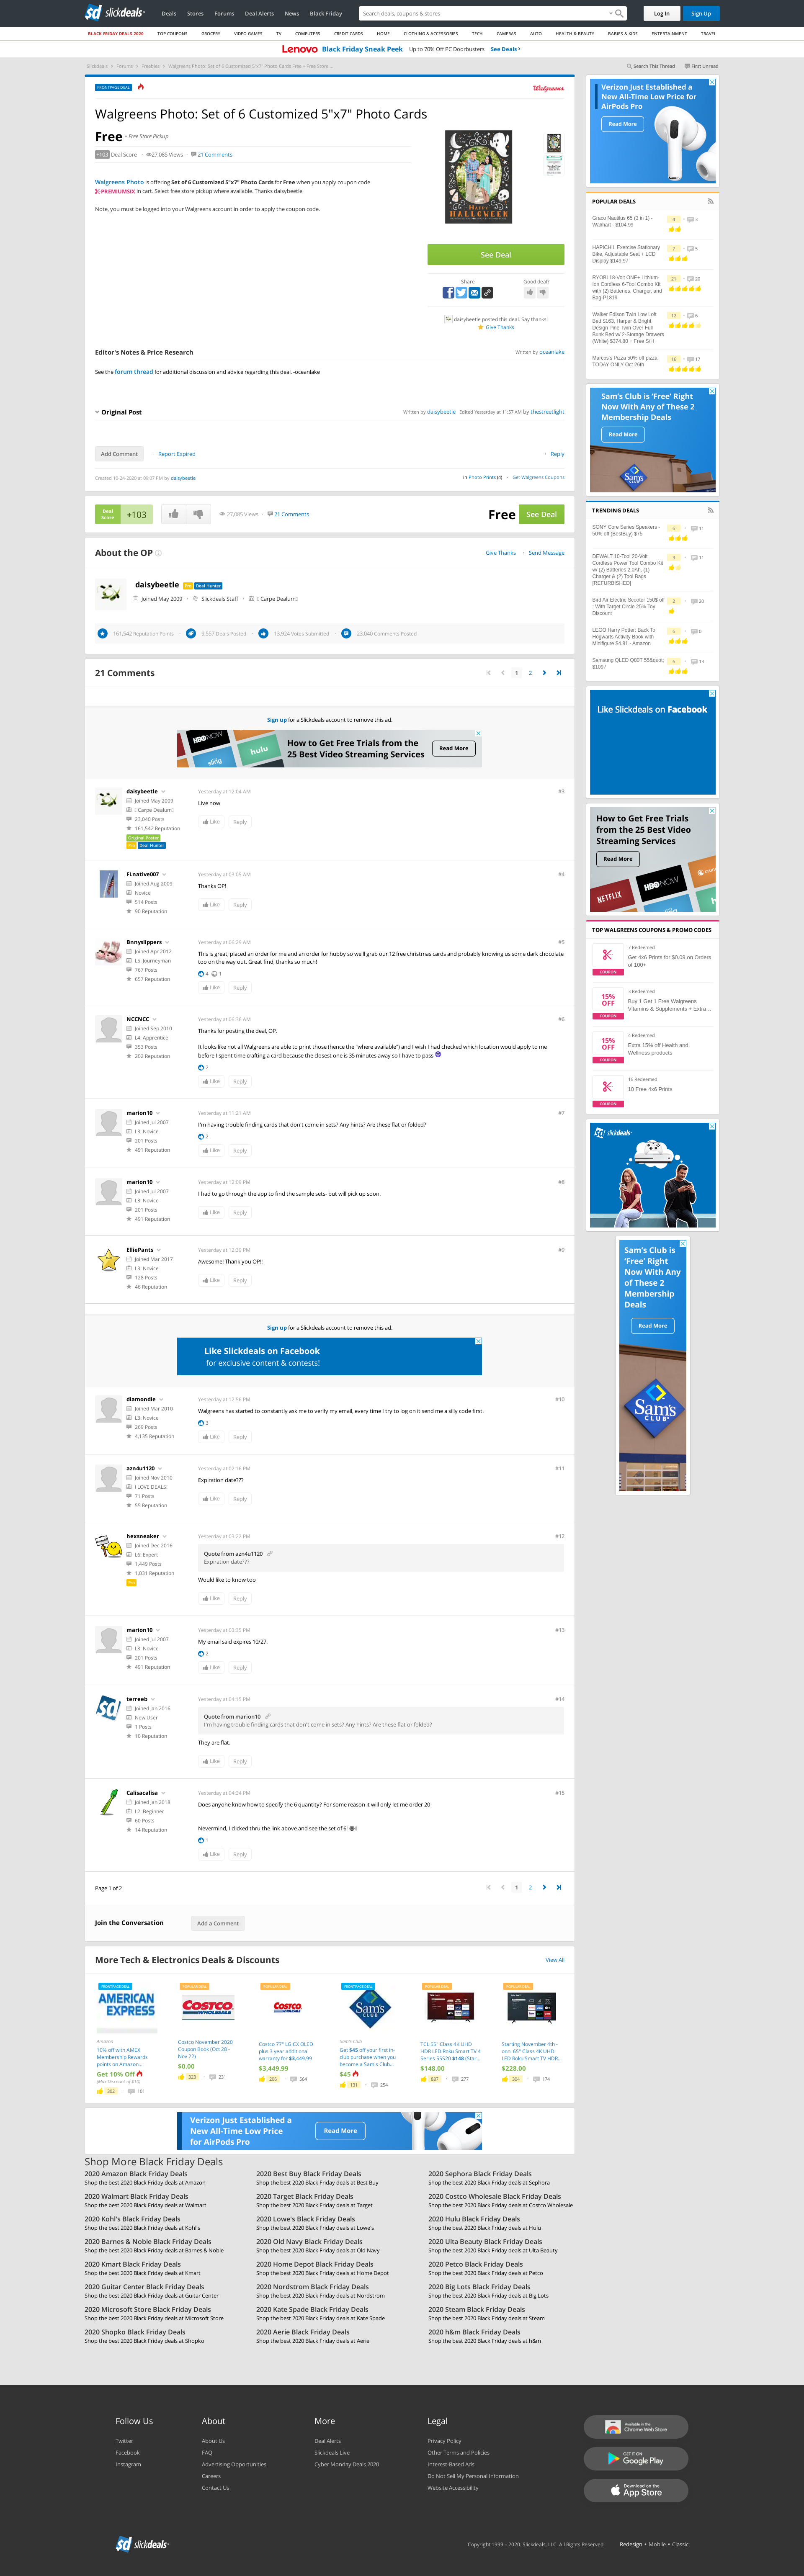 slickdeals
Deals Stores Forums Deal Alerts News Black Friday
Search deals, coupons & stores
Log In
Sign Up
BLACK FRIDAY DEALS 2020 TOP COUPONS GROCERY VIDEO GAMES TV COMPUTERS CREDIT CARDS HOME CLOTHING & ACCESSORIES TECH CAMERAS AUTO HEALTH & BEAUTY BABIES & KIDS ENTERTAINMENT TRAVEL
Lenovo Black Friday Sneak Peek Up to 70% Off PC Doorbusters See Deals ›
Slickdeals > Forums > Freebies > Walgreens Photo: Set of 6 Customized 5"x7" Photo Cards Free + Free Store ...
Search This Thread First Unread
FRONTPAGE DEAL
Walgreens
Walgreens Photo: Set of 6 Customized 5"x7" Photo Cards
Free + Free Store Pickup
+103 Deal Score 27,085 Views 21 Comments
Walgreens Photo is offering Set of 6 Customized 5"x7" Photo Cards for Free when you apply coupon code
PREMIUMSIX in cart. Select free store pickup where available. Thanks daisybeetle
Note, you must be logged into your Walgreens account in order to apply the coupon code.
HAPPY
HALLOWEEN
See Deal
Share Good deal?
daisybeetle posted this deal. Say thanks!
Give Thanks
Editor's Notes & Price Research Written by oceanlake
See the forum thread for additional discussion and advice regarding this deal. -oceanlake
Original Post Written by daisybeetle Edited Yesterday at 11:57 AM by thestreetlight
Add Comment Report Expired Reply
Created 10-24-2020 at 09:07 PM by daisybeetle
in Photo Prints (4) Get Walgreens Coupons
Deal Score +103
27,085 Views 21 Comments
Free See Deal
About the OP Give Thanks Send Message
daisybeetle Pro Deal Hunter
Joined May 2009 Slickdeals Staff Carpe Dealum!
161,542 Reputation Points 9,557 Deals Posted 13,924 Votes Submitted 23,040 Comments Posted
21 Comments 1 2
Sign up for a Slickdeals account to remove this ad.
HBO NOW hulu
How to Get Free Trials from the
25 Best Video Streaming Services
Read More
daisybeetle
Joined May 2009
Carpe Dealum!
23,040 Posts
161,542 Reputation
Original Poster
Pro Deal Hunter
Yesterday at 12:04 AM #3
Live now
Like Reply
FLnative007
Joined Aug 2009
Novice
514 Posts
90 Reputation
Yesterday at 03:05 AM #4
Thanks OP!
Like Reply
Bnnyslippers
Joined Apr 2012
L5: Journeyman
767 Posts
657 Reputation
Yesterday at 06:29 AM #5
This is great, placed an order for me and an order for hubby so we'll grab our 12 free christmas cards and probably knowing us some dark chocolate
too on the way out. Great find, thanks so much!
4 1
Like Reply
NCCNCC
Joined Sep 2010
L4: Apprentice
353 Posts
202 Reputation
Yesterday at 06:36 AM #6
Thanks for posting the deal, OP.
It looks like not all Walgreens are able to print those (hence the "where available") and I wish I had checked which location would apply to me
before I spent time crafting a card because the closest one is 35 minutes away so I have to pass
2
Like Reply
marion10
Joined Jul 2007
L3: Novice
201 Posts
491 Reputation
Yesterday at 11:21 AM #7
I'm having trouble finding cards that don't come in sets? Any hints? Are these flat or folded?
2
Like Reply
marion10
Joined Jul 2007
L3: Novice
201 Posts
491 Reputation
Yesterday at 12:09 PM #8
I had to go through the app to find the sample sets- but will pick up soon.
Like Reply
ElliePants
Joined Mar 2017
L3: Novice
128 Posts
46 Reputation
Yesterday at 12:39 PM #9
Awesome! Thank you OP!!
Like Reply
Sign up for a Slickdeals account to remove this ad.
Like Slickdeals on Facebook
for exclusive content & contests!
diamondie
Joined Mar 2010
L3: Novice
269 Posts
4,135 Reputation
Yesterday at 12:56 PM #10
Walgreens has started to constantly ask me to verify my email, every time I try to log on it send me a silly code first.
3
Like Reply
azn4u1120
Joined Nov 2010
I LOVE DEALS!
71 Posts
55 Reputation
Yesterday at 02:16 PM #11
Expiration date???
Like Reply
hexsneaker
Joined Dec 2016
L6: Expert
1,449 Posts
1,031 Reputation
Pro
Yesterday at 03:22 PM #12
Quote from azn4u1120
Expiration date???
Would like to know too
Like Reply
marion10
Joined Jul 2007
L3: Novice
201 Posts
491 Reputation
Yesterday at 03:35 PM #13
My email said expires 10/27.
2
Like Reply
terreeb
Joined Jan 2016
New User
1 Posts
10 Reputation
Yesterday at 04:15 PM #14
Quote from marion10
I'm having trouble finding cards that don't come in sets? Any hints? Are these flat or folded?
They are flat.
Like Reply
Calisacalisa
Joined Jan 2018
L2: Beginner
60 Posts
14 Reputation
Yesterday at 04:34 PM #15
Does anyone know how to specify the 6 quantity? For some reason it will only let me order 20
Nevermind, I clicked thru the link above and see the set of 6!
1
Like Reply
Page 1 of 2 1 2
Join the Conversation Add a Comment
More Tech & Electronics Deals & Discounts View All
FRONTPAGE DEAL
AMERICAN EXPRESS
Amazon
10% off with AMEX
Membership Rewards
points on Amazon...
Get 10% Off
(Max Discount of $10)
302 101
POPULAR DEAL
COSTCO WHOLESALE
Costco November 2020
Coupon Book (Oct 28 -
Nov 22)
$0.00
323 231
POPULAR DEAL
COSTCO
Costco 77" LG CX OLED
plus 3 year additional
warranty for $3,449.99
$3,449.99
206 564
FRONTPAGE DEAL
Sam's Club
Get $45 off your first in-
club purchase when you
become a Sam's Club...
$45
131 254
POPULAR DEAL
TCL 55" Class 4K UHD
HDR LED Roku Smart TV 4
Series 55S20 $148 (Star...
$148.00
887 277
POPULAR DEAL
Starting November 4th -
onn. 65" Class 4K UHD
LED Roku Smart TV HDR...
$228.00
304 174
Verizon Just Established a
New All-Time Low Price
for AirPods Pro
Read More
Shop More Black Friday Deals
2020 Amazon Black Friday Deals
Shop the best 2020 Black Friday deals at Amazon
2020 Best Buy Black Friday Deals
Shop the best 2020 Black Friday deals at Best Buy
2020 Sephora Black Friday Deals
Shop the best 2020 Black Friday deals at Sephora
2020 Walmart Black Friday Deals
Shop the best 2020 Black Friday deals at Walmart
2020 Target Black Friday Deals
Shop the best 2020 Black Friday deals at Target
2020 Costco Wholesale Black Friday Deals
Shop the best 2020 Black Friday deals at Costco Wholesale
2020 Kohl's Black Friday Deals
Shop the best 2020 Black Friday deals at Kohl's
2020 Lowe's Black Friday Deals
Shop the best 2020 Black Friday deals at Lowe's
2020 Hulu Black Friday Deals
Shop the best 2020 Black Friday deals at Hulu
2020 Barnes & Noble Black Friday Deals
Shop the best 2020 Black Friday deals at Barnes & Noble
2020 Old Navy Black Friday Deals
Shop the best 2020 Black Friday deals at Old Navy
2020 Ulta Beauty Black Friday Deals
Shop the best 2020 Black Friday deals at Ulta Beauty
2020 Kmart Black Friday Deals
Shop the best 2020 Black Friday deals at Kmart
2020 Home Depot Black Friday Deals
Shop the best 2020 Black Friday deals at Home Depot
2020 Petco Black Friday Deals
Shop the best 2020 Black Friday deals at Petco
2020 Guitar Center Black Friday Deals
Shop the best 2020 Black Friday deals at Guitar Center
2020 Nordstrom Black Friday Deals
Shop the best 2020 Black Friday deals at Nordstrom
2020 Big Lots Black Friday Deals
Shop the best 2020 Black Friday deals at Big Lots
2020 Microsoft Store Black Friday Deals
Shop the best 2020 Black Friday deals at Microsoft Store
2020 Kate Spade Black Friday Deals
Shop the best 2020 Black Friday deals at Kate Spade
2020 Steam Black Friday Deals
Shop the best 2020 Black Friday deals at Steam
2020 Shopko Black Friday Deals
Shop the best 2020 Black Friday deals at Shopko
2020 Aerie Black Friday Deals
Shop the best 2020 Black Friday deals at Aerie
2020 h&m Black Friday Deals
Shop the best 2020 Black Friday deals at h&m
Verizon Just Established a
New All-Time Low Price for
AirPods Pro
Read More
POPULAR DEALS
Graco Nautilus 65 (3 in 1) -
Walmart - $104.99
4 3
HAPICHIL Exercise Stationary
Bike, Adjustable Seat + LCD
Display $149.97
7 5
RYOBI 18-Volt ONE+ Lithium-
Ion Cordless 6-Tool Combo Kit
with (2) Batteries, Charger, and
Bag-P1819
21 20
Walker Edison Twin Low Loft
Bed $163, Harper & Bright
Design Pine Twin Over Full
Bunk Bed w/ 2-Storage Drawers
(White) $374.80 + Free S/H
12 6
Marcos's Pizza 50% off pizza
TODAY ONLY Oct 26th
16 17
Sam's Club is 'Free' Right
Now With Any of These 2
Membership Deals
Read More
TRENDING DEALS
SONY Core Series Speakers -
50% off (BestBuy) $75
6 11
DEWALT 10-Tool 20-Volt
Cordless Power Tool Combo Kit
w/ (2) Batteries 2.0Ah, (1)
Charger & (2) Tool Bags
[REFURBISHED]
3 11
Bird Air Electric Scooter 150$ off
: With Target Circle 25% Toy
Discount
2 20
LEGO Harry Potter: Back To
Hogwarts Activity Book with
Minifigure $4.81 - Amazon
6 0
Samsung QLED Q90T 55&quot;
$1097
6 13
Like Slickdeals on Facebook
How to Get Free Trials
from the 25 Best Video
Streaming Services
Read More
NETFLIX HBO NOW
TOP WALGREENS COUPONS & PROMO CODES
7 Redeemed
Get 4x6 Prints for $0.09 on Orders
of 100+
COUPON
3 Redeemed
15% OFF
Buy 1 Get 1 Free Walgreens
Vitamins & Supplements + Extra...
COUPON
4 Redeemed
15% OFF
Extra 15% off Health and
Wellness products
COUPON
16 Redeemed
10 Free 4x6 Prints
COUPON
slickdeals
Sam's Club is
'Free' Right
Now With Any
of These 2
Membership
Deals
Read More
Sam's CLUB
Follow Us
Twitter
Facebook
Instagram
About
About Us
FAQ
Advertising Opportunities
Careers
Contact Us
More
Deal Alerts
Slickdeals Live
Cyber Monday Deals 2020
Legal
Privacy Policy
Other Terms and Policies
Interest-Based Ads
Do Not Sell My Personal Information
Website Accessibility
Available in the
Chrome Web Store
GET IT ON
Google Play
Download on the
App Store
slickdeals
Copyright 1999 - 2020. Slickdeals, LLC. All Rights Reserved. Redesign • Mobile • Classic